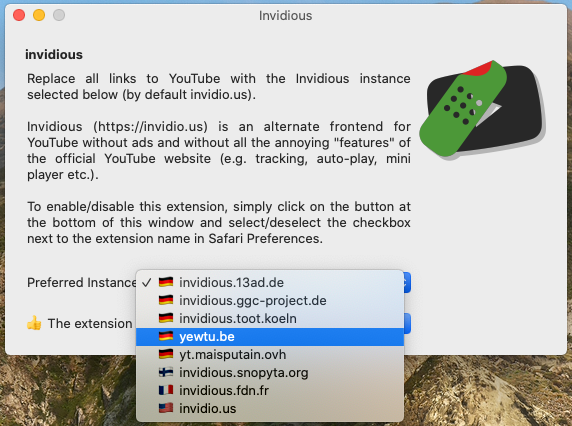 Invidious
invidious
Replace all links to YouTube with the Invidious instance
selected below (by default invidio.us).
Invidious (https://invidio.us) is an alternate frontend for
YouTube without ads and without all the annoying "features" of
the official YouTube website (e.g. tracking, auto-play, mini
player etc.).
To enable/disable this extension, simply click on the button at
the bottom of this window and select/deselect the checkbox
next to the extension name in Safari Preferences.
Preferred Instance
✓ invidious.13ad.de
invidious.ggc-project.de
invidious.toot.koeln
The extension
yewtu.be
yt.maisputain.ovh
invidious.snopyta.org
invidious.fdn.fr
invidio.us